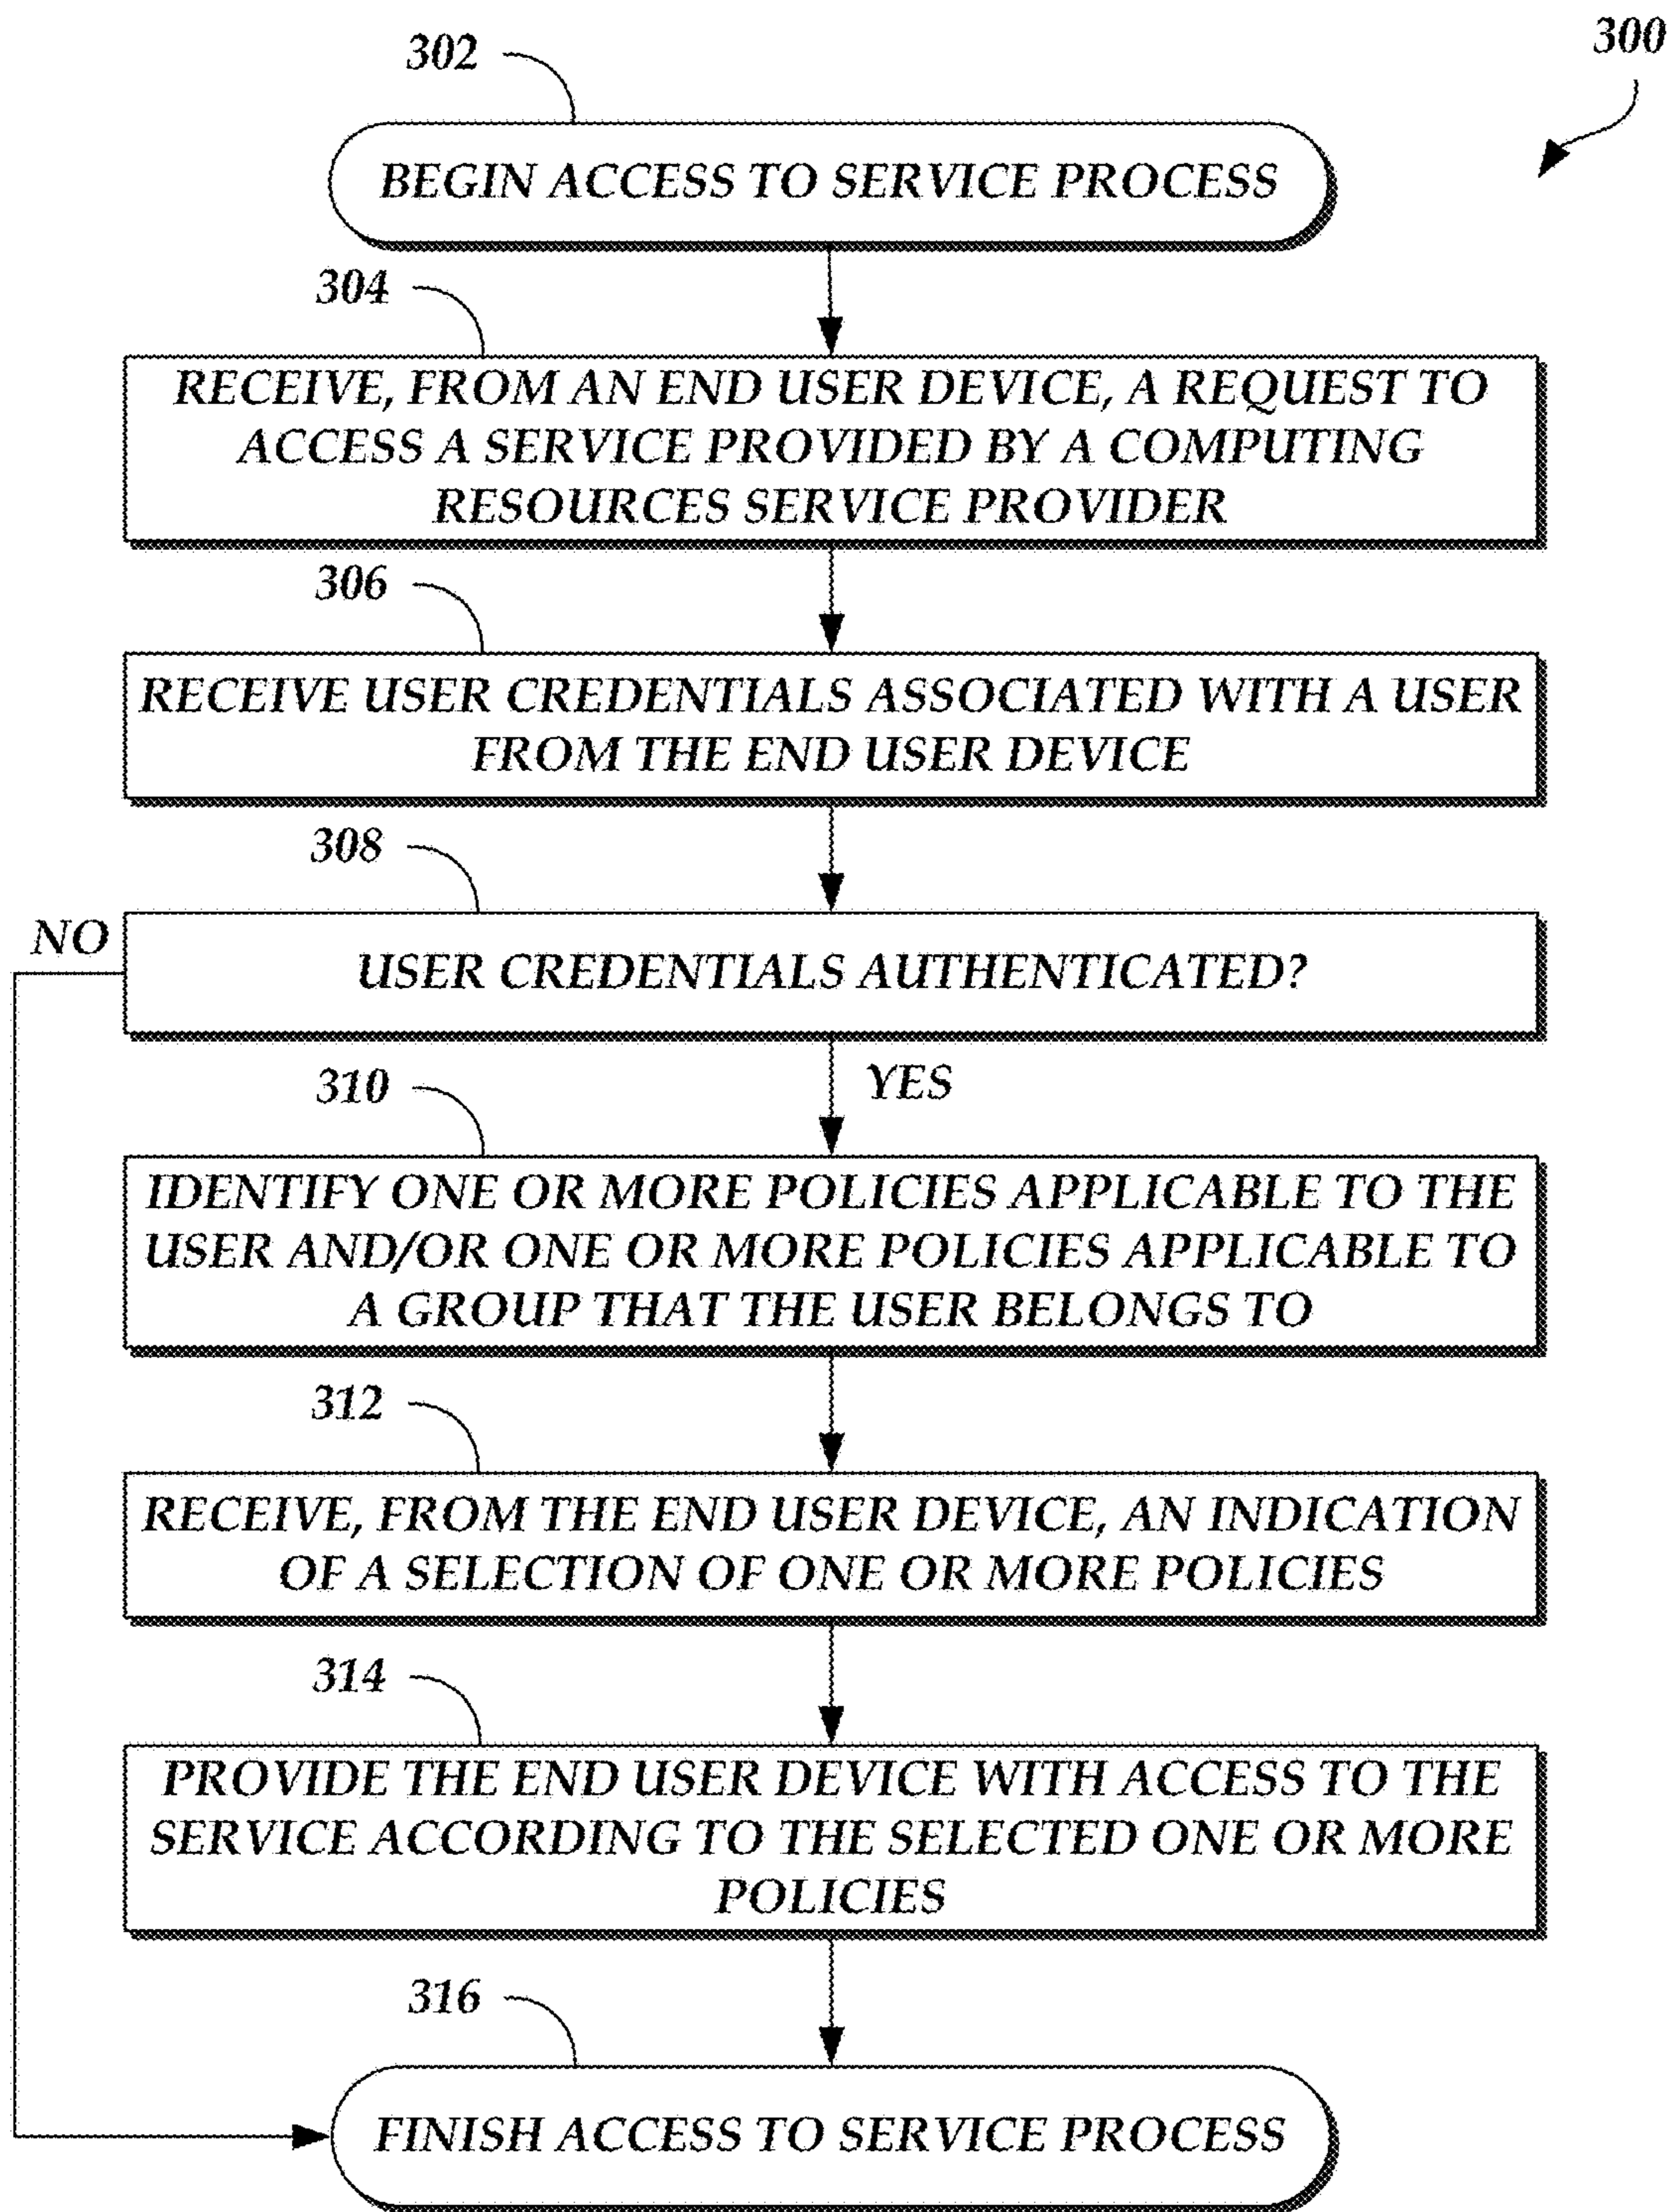 300
302
BEGIN ACCESS TO SERVICE PROCESS
304
RECEIVE, FROM AN END USER DEVICE, A REQUEST TO
ACCESS A SERVICE PROVIDED BY A COMPUTING
RESOURCES SERVICE PROVIDER
306
RECEIVE USER CREDENTIALS ASSOCIATED WITH A USER
FROM THE END USER DEVICE
308
NO
USER CREDENTIALS AUTHENTICATED?
YES
310
IDENTIFY ONE OR MORE POLICIES APPLICABLE TO THE
USER AND/OR ONE OR MORE POLICIES APPLICABLE TO
A GROUP THAT THE USER BELONGS TO
312
RECEIVE, FROM THE END USER DEVICE, AN INDICATION
OF A SELECTION OF ONE OR MORE POLICIES
314
PROVIDE THE END USER DEVICE WITH ACCESS TO THE
SERVICE ACCORDING TO THE SELECTED ONE OR MORE
POLICIES
316
FINISH ACCESS TO SERVICE PROCESS